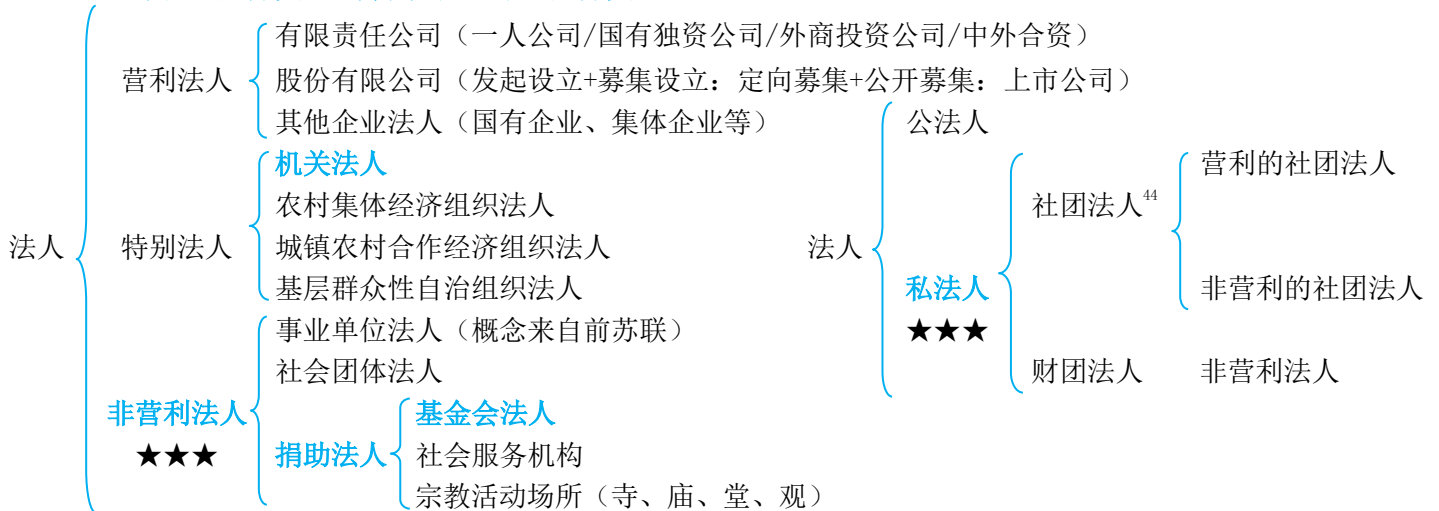 有限责任公司（一人公司/国有独资公司/外商投资公司/中外合资）
营利法人
股份有限公司（发起设立+募集设立：定向募集+公开募集：上市公司）
其他企业法人（国有企业、集体企业等）
机关法人
农村集体经济组织法人
法人
特别法人
城镇农村合作经济组织法人
基层群众性自治组织法人
事业单位法人（概念来自前苏联）
社会团体法人
非营利法人
★★★
基金会法人
捐助法人
社会服务机构
宗教活动场所（寺、庙、堂、观）
公法人
营利的社团法人
社团法人44
法人
私法人
★★★
非营利的社团法人
财团法人
非营利法人